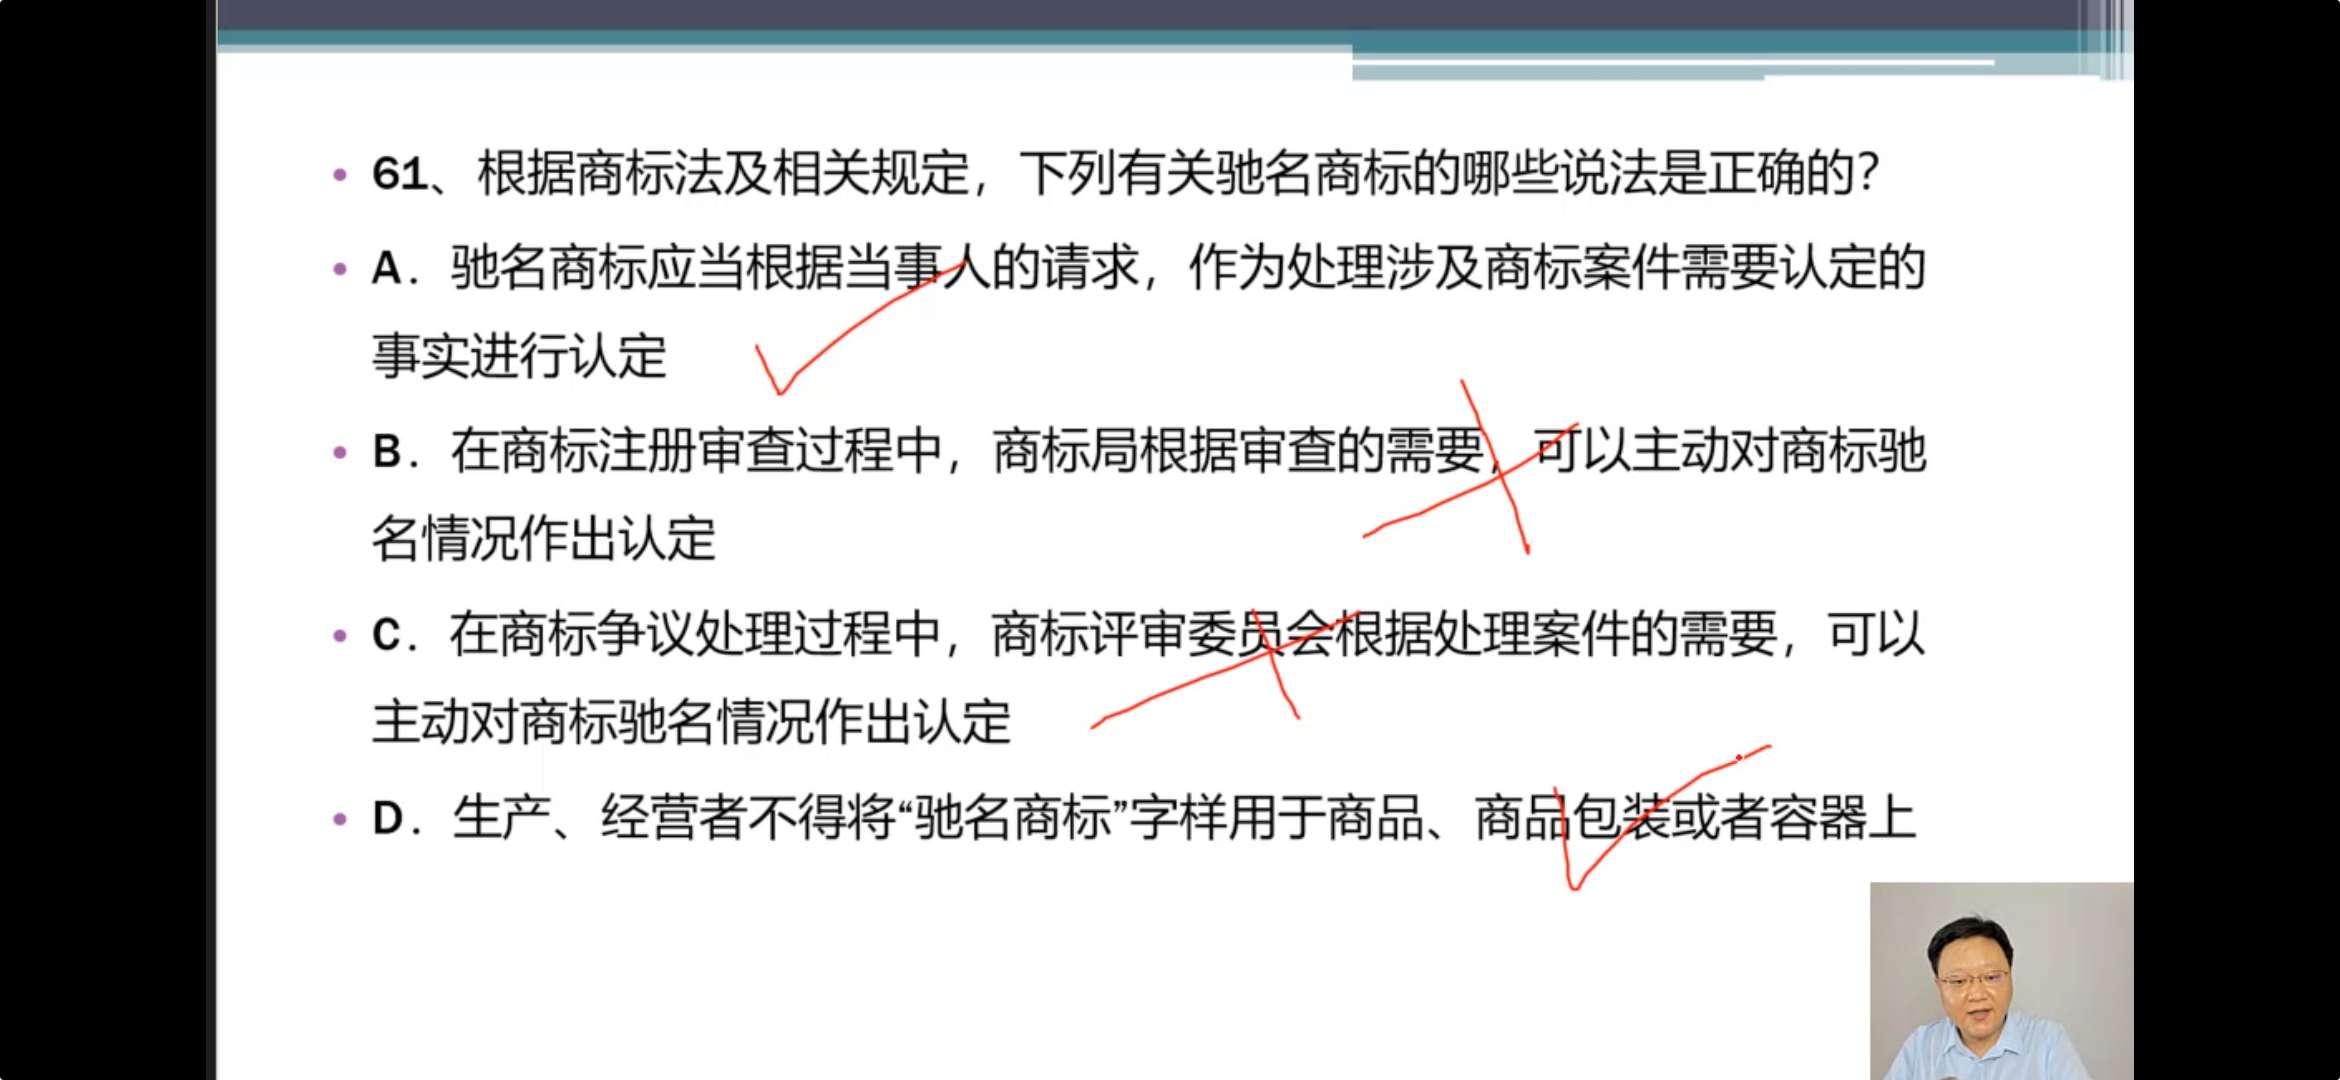 61、根据商标法及相关规定，下列有关驰名商标的哪些说法是正确的？
A．驰名商标应当根据当事人的请求，作为处理涉及商标案件需要认定的
事实进行认定
B．在商标注册审查过程中，商标局根据审查的需要，可以主动对商标驰
名情况作出认定
C．在商标争议处理过程中，商标评审委员会根据处理案件的需要，可以
主动对商标驰名情况作出认定
D．生产、经营者不得将“驰名商标”字样用于商品、商品包装或者容器上